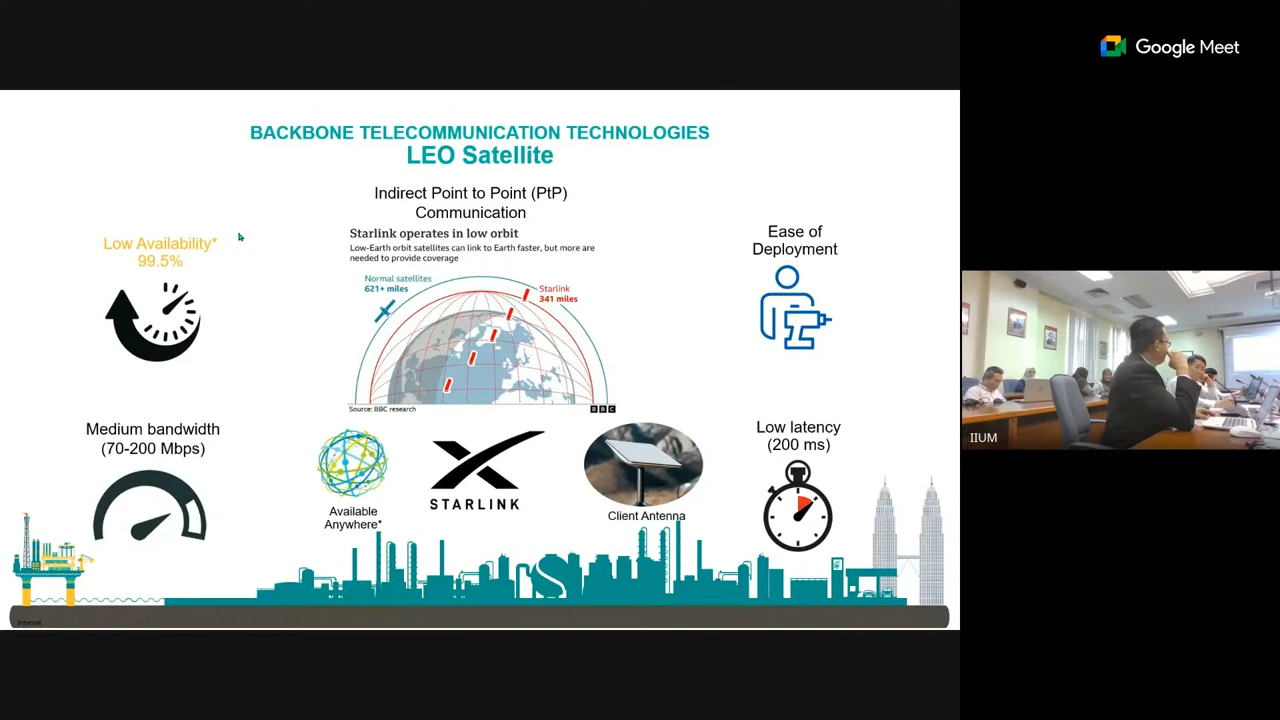 Google Meet
BACKBONE TELECOMMUNICATION TECHNOLOGIES
LEO Satellite
Indirect Point to Point (PtP)
Communication
Starlink operates in low orbit
Low-Earth orbit satellites can link to Earth faster, but more are
needed to provide coverage
Normal satellites
621+ miles
Starlink
341 miles
Source: BBC research
BBC
Low Availability*
99.5%
Ease of
Deployment
Medium bandwidth
(70-200 Mbps)
Available
Anywhere*
STARLINK
Client Antenna
Low latency
(200 ms)
Internal
IIUM